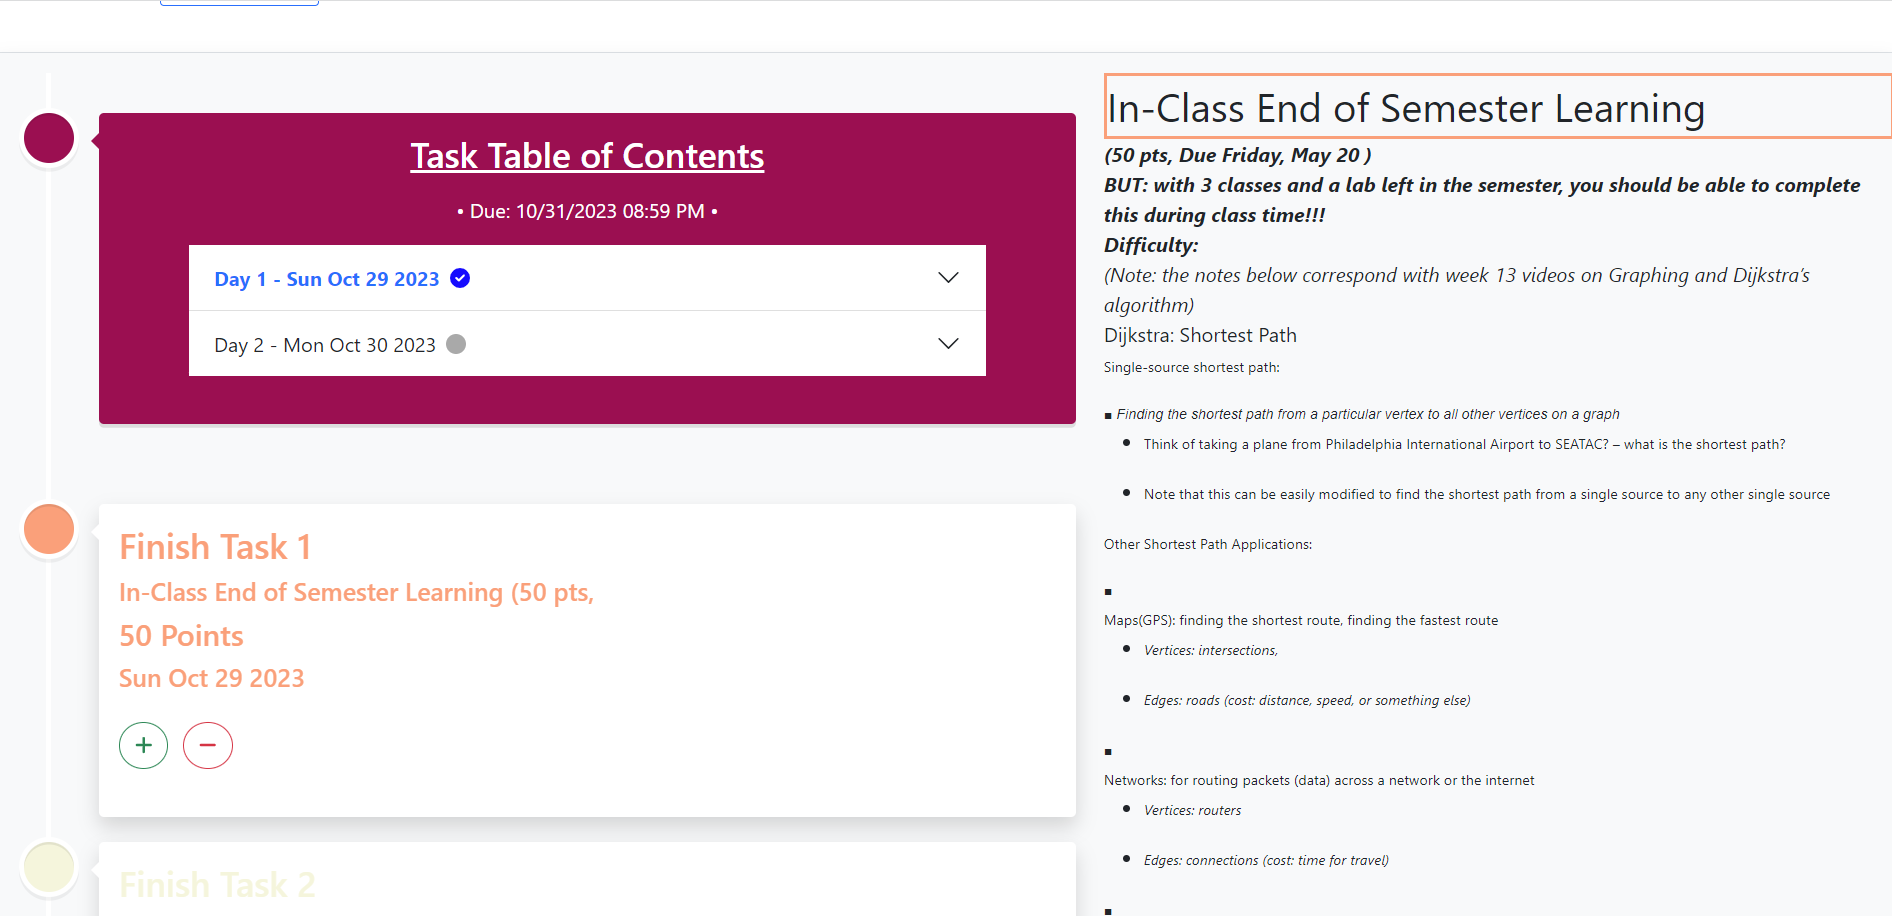 Task Table of Contents
• Due: 10/31/2023 08:59 PM •
Day 1 - Sun Oct 29 2023
Day 2 - Mon Oct 30 2023
Finish Task 1
In-Class End of Semester Learning (50 pts,
50 Points
Sun Oct 29 2023
Finish Task 2
In-Class End of Semester Learning
(50 pts, Due Friday, May 20 )
BUT: with 3 classes and a lab left in the semester, you should be able to complete
this during class time!!!
Difficulty:
(Note: the notes below correspond with week 13 videos on Graphing and Dijkstra’s
algorithm)
Dijkstra: Shortest Path
Single-source shortest path:
▪ Finding the shortest path from a particular vertex to all other vertices on a graph
• Think of taking a plane from Philadelphia International Airport to SEATAC? – what is the shortest path?
• Note that this can be easily modified to find the shortest path from a single source to any other single source
Other Shortest Path Applications:
▪
Maps(GPS): finding the shortest route, finding the fastest route
• Vertices: intersections,
• Edges: roads (cost: distance, speed, or something else)
▪
Networks: for routing packets (data) across a network or the internet
• Vertices: routers
• Edges: connections (cost: time for travel)
▪